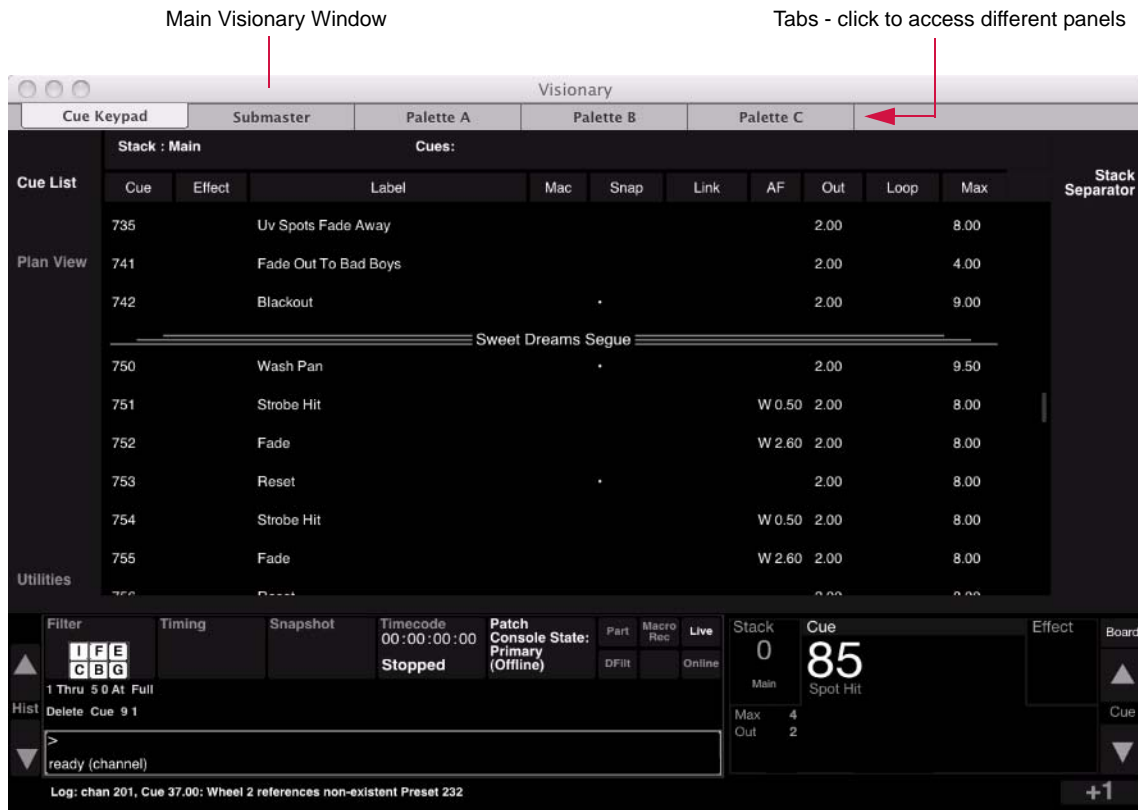 Main Visionary Window
Tabs - click to access different panels
Visionary
Cue Keypad Submaster Palette A Palette B Palette C
Stack : Main Cues:
Cue List
Cue Effect Label Mac Snap Link AF Out Loop Max
Stack
Separator
735 Uv Spots Fade Away 2.00 8.00
Plan View
741 Fade Out To Bad Boys 2.00 4.00
742 Blackout • 2.00 9.00
Sweet Dreams Segue
750 Wash Pan • 2.00 9.50
751 Strobe Hit W 0.50 2.00 8.00
752 Fade W 2.60 2.00 8.00
753 Reset • 2.00 8.00
754 Strobe Hit W 0.50 2.00 8.00
755 Fade W 2.60 2.00 8.00
Utilities
Filter Timing Snapshot Timecode Patch
00:00:00:00 Console State:
Stopped Primary
(Offline)
I F E
C B G
Part Macro Rec Live
DFilt Online
Stack Cue Effect Board
0 85
Main Spot Hit
1 Thru 5 0 At Full
Hist Delete Cue 9 1
Max 4 Cue
Out 2
>
ready (channel)
Log: chan 201, Cue 37.00: Wheel 2 references non-existent Preset 232
+1